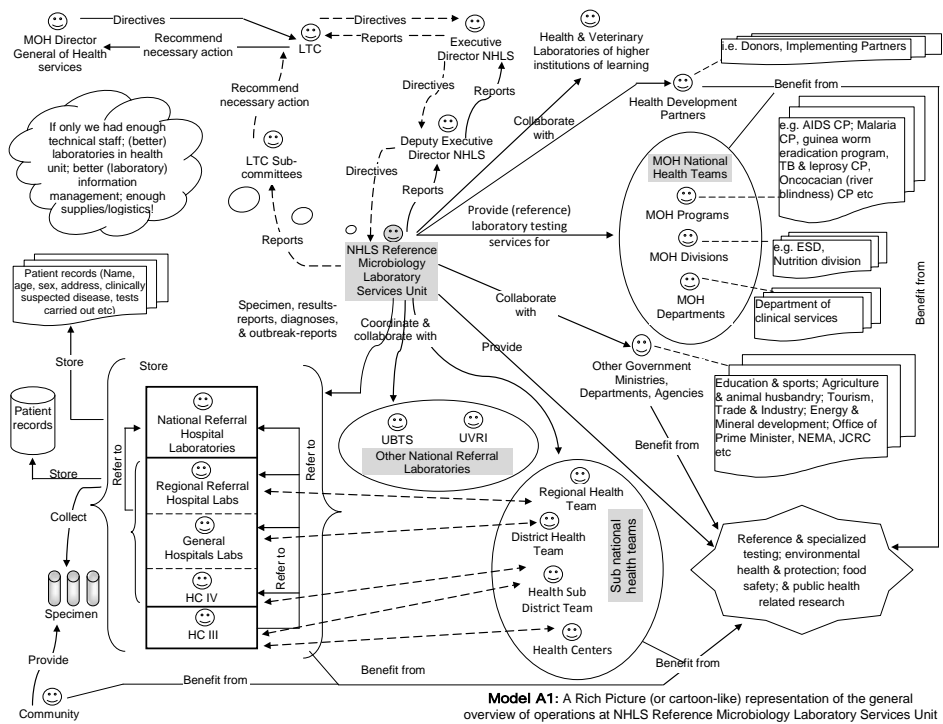 MOH Director
General of Health
services
Directives
Recommend
necessary action
LTC
Directives
Reports
Executive
Director NHLS
Health & Veterinary
Laboratories of higher
institutions of learning
i.e. Donors, Implementing Partners
Health Development
Partners
Benefit from
Recommend
necessary action
Directives
Reports
Collaborate
with
If only we had enough
technical staff; (better)
laboratories in health
unit; better (laboratory)
information
management; enough
supplies/logistics!
LTC Sub-
committees
Deputy Executive
Director NHLS
Directives
Reports
MOH National
Health Teams
MOH Programs
MOH Divisions
MOH
Departments
e.g. AIDS CP; Malaria
CP, guinea worm
eradication program,
TB & leprosy CP,
Oncocacian (river
blindness) CP etc
e.g. ESD,
Nutrition division
Department of
clinical services
Benefit from
Provide (reference)
laboratory testing
services for
Reports
NHLS Reference
Microbiology
Laboratory
Services Unit
Patient records (Name,
age, sex, address, clinically
suspected disease, tests
carried out etc)
Specimen, results-
reports, diagnoses,
& outbreak-reports
Coordinate &
collaborate with
Collaborate
with
Provide
Other Government
Ministries,
Departments, Agencies
Education & sports; Agriculture
& animal husbandry; Tourism,
Trade & Industry; Energy &
Mineral development; Office of
Prime Minister, NEMA, JCRC
etc
Benefit from
Store
Store
Patient
records
Store
Collect
Specimen
Provide
Community
Refer to
National Referral
Hospital
Laboratories
Regional Referral
Hospital Labs
General
Hospitals Labs
HC IV
HC III
Refer to
UBTS
UVRI
Other National Referral
Laboratories
Regional Health
Team
District Health
Team
Health Sub
District Team
Health Centers
Sub national
health teams
Reference & specialized
testing; environmental
health & protection; food
safety; & public health
related research
Benefit from
Benefit from
Benefit from
Model A1: A Rich Picture (or cartoon-like) representation of the general
overview of operations at NHLS Reference Microbiology Laboratory Services Unit